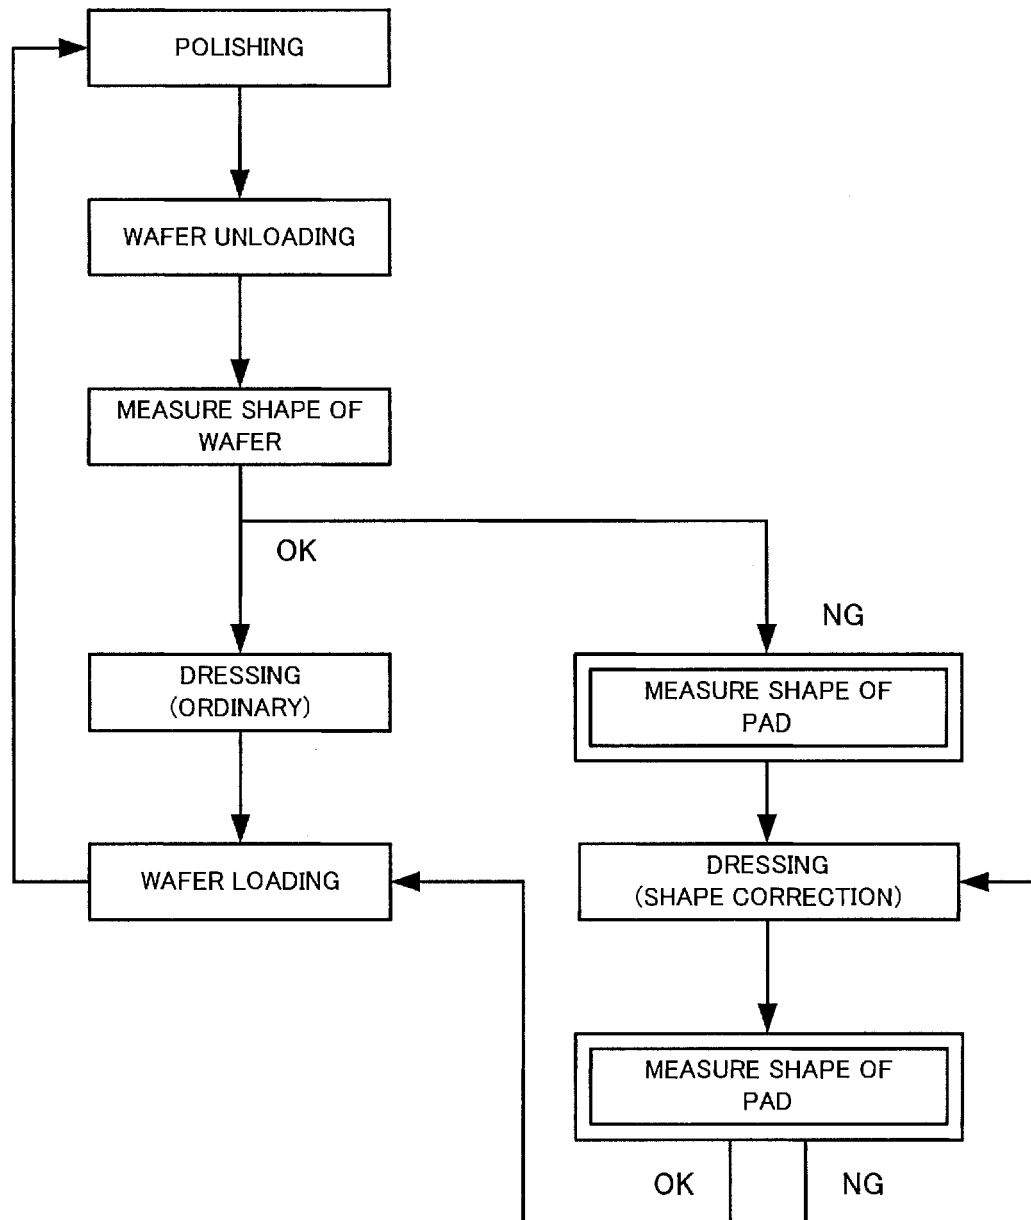 POLISHING
WAFER UNLOADING
MEASURE SHAPE OF
WAFER
OK
NG
DRESSING
(ORDINARY)
MEASURE SHAPE OF
PAD
WAFER LOADING
DRESSING
(SHAPE CORRECTION)
MEASURE SHAPE OF
PAD
OK
NG